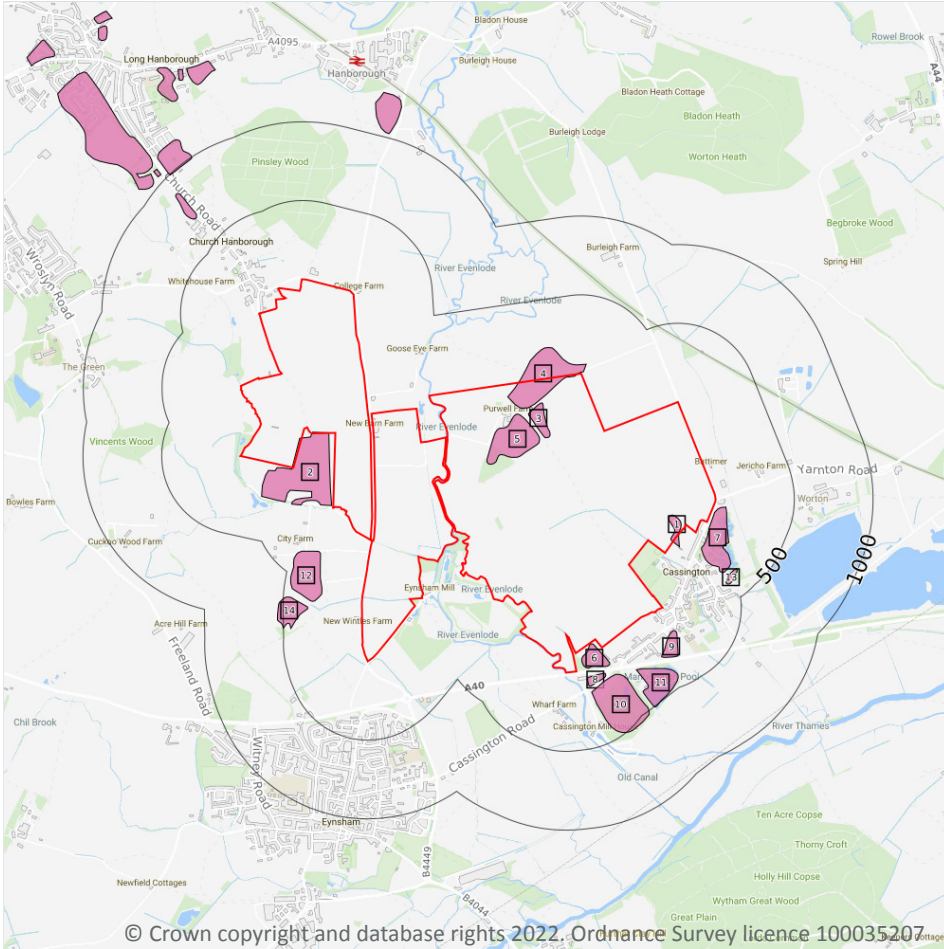 Bladon House
A4095
Rowel Brook
Long Hanborough
Hanborough
Burleigh House
A44
Bladon Heath Cottage
Bladon Heath
Burleigh Lodge
Worton Heath
Pinsley Wood
Church Road
Begbroke Wood
Church Hanborough
Burleigh Farm
Wroslyn Road
Spring Hill
River Evenlode
Whitehouse Farm
College Farm
River Evenlode
Goose Eye Farm
The Green
4
Purwell Farm
3
New Barn Farm
River Evenlode
5
Vincents Wood
Jericho Farm
Yarnton Road
2
Worton
Bowles Farm
1
City Farm
7
Cuckoo Wood Farm
500
1000
Cassington
12
13
Eynsham Mill
River Evenlode
14
Acre Hill Farm
New Wintles Farm
River Evenlode
9
6
Freeland Road
8
Pool
11
A40
Wharf Farm
10
Chil Brook
Cassington Mill
River Thames
Cassington Road
Witney Road
Old Canal
Eynsham
Ten Acre Copse
Thorny Croft
B4449
Holly Hill Copse
Newfield Cottages
Wytham Great Wood
B4044
Great Plain
© Crown copyright and database rights 2022. Ordnance Survey licence 100035207.